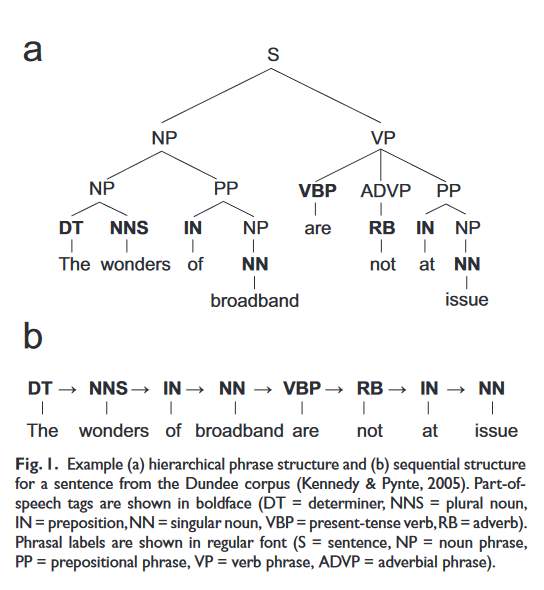 a
S
NP VP
NP PP VBP ADVP PP
DT NNS IN NP are RB IN NP
The wonders of NN not at NN
broadband issue
b
DT → NNS → IN → NN → VBP → RB → IN → NN
The wonders of broadband are not at issue
Fig. 1. Example (a) hierarchical phrase structure and (b) sequential structure
for a sentence from the Dundee corpus (Kennedy & Pynte, 2005). Part-of-
speech tags are shown in boldface (DT = determiner, NNS = plural noun,
IN = preposition, NN = singular noun, VBP = present-tense verb, RB = adverb).
Phrasal labels are shown in regular font (S = sentence, NP = noun phrase,
PP = prepositional phrase, VP = verb phrase, ADVP = adverbial phrase).